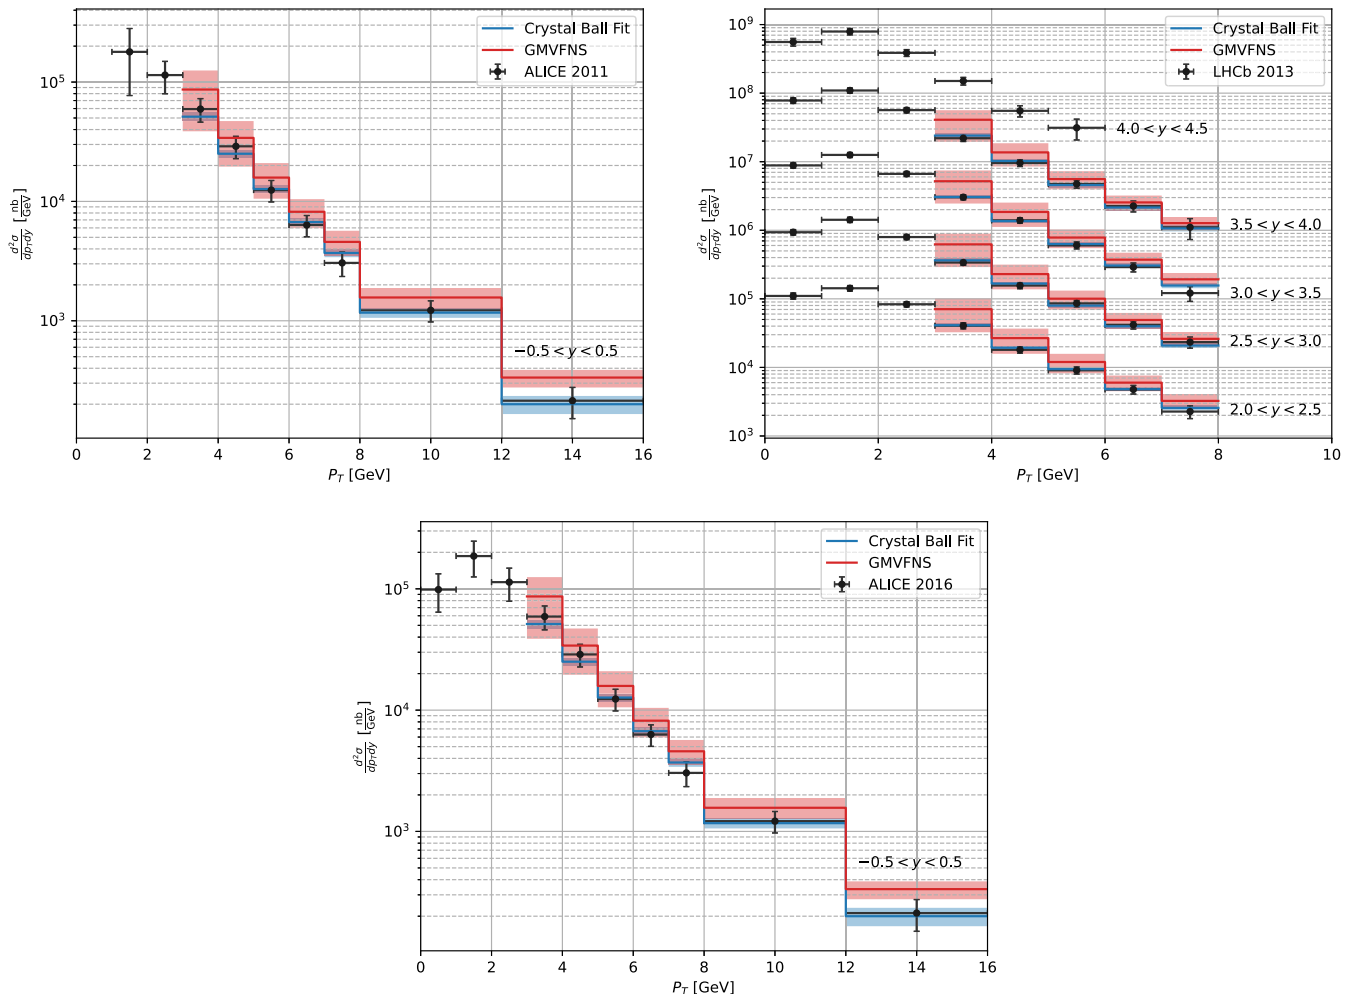 Crystal Ball Fit
GMVFNS
ALICE 2011
10^5
10^4
10^3
d²σ/dp_T dy [nb/GeV]
−0.5 < y < 0.5
0 2 4 6 8 10 12 14 16
P_T [GeV]
Crystal Ball Fit
GMVFNS
LHCb 2013
10^9
10^8
10^7
10^6
10^5
10^4
10^3
d²σ/dp_T dy [nb/GeV]
4.0 < y < 4.5
3.5 < y < 4.0
3.0 < y < 3.5
2.5 < y < 3.0
2.0 < y < 2.5
0 2 4 6 8 10
P_T [GeV]
Crystal Ball Fit
GMVFNS
ALICE 2016
10^5
10^4
10^3
d²σ/dp_T dy [nb/GeV]
−0.5 < y < 0.5
0 2 4 6 8 10 12 14 16
P_T [GeV]